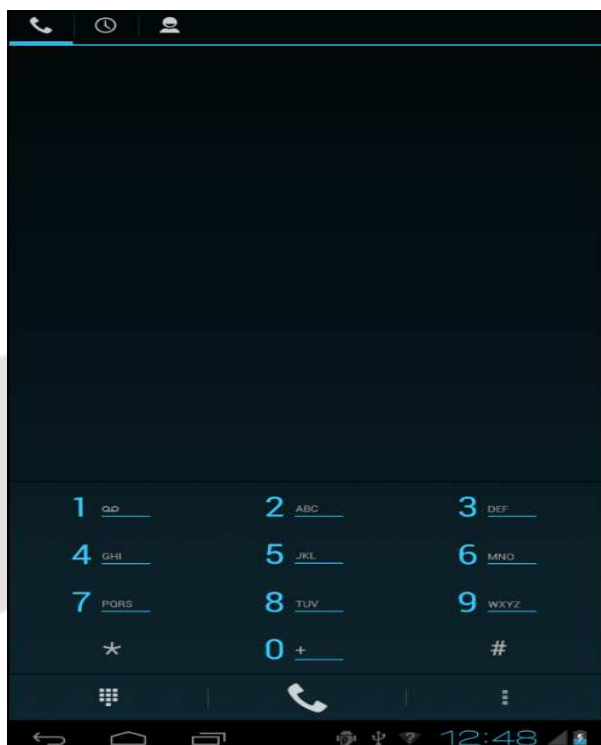 1
2 ABC
3 DEF
4 GHI
5 JKL
6 MNO
7 PQRS
8 TUV
9 WXYZ
*
0 +
#
12:48